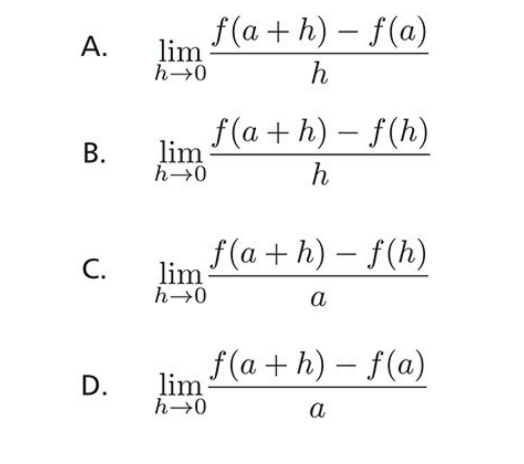 A. $\lim_{h \to 0} \frac{f(a+h) - f(a)}{h}$
B. $\lim_{h \to 0} \frac{f(a+h) - f(h)}{h}$
C. $\lim_{h \to 0} \frac{f(a+h) - f(h)}{a}$
D. $\lim_{h \to 0} \frac{f(a+h) - f(a)}{a}$